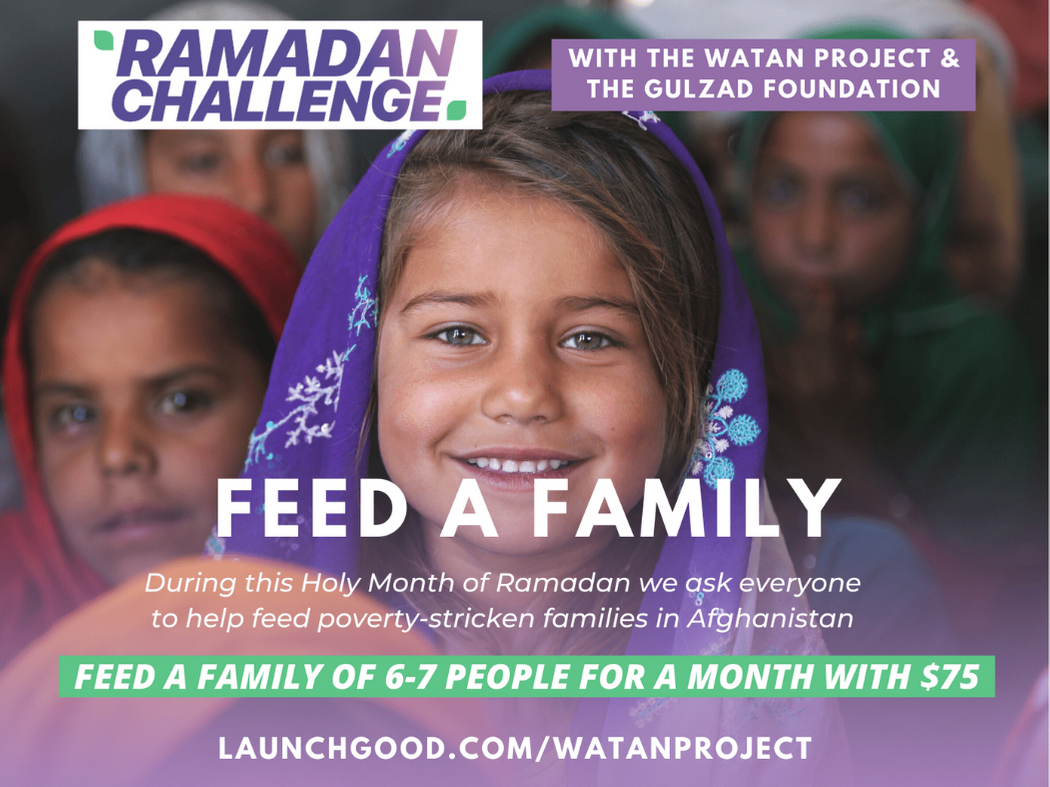 RAMADAN
CHALLENGE
WITH THE WATAN PROJECT &
THE GULZAD FOUNDATION
FEED A FAMILY
During this Holy Month of Ramadan we ask everyone
to help feed poverty-stricken families in Afghanistan
FEED A FAMILY OF 6-7 PEOPLE FOR A MONTH WITH $75
LAUNCHGOOD.COM/WATANPROJECT